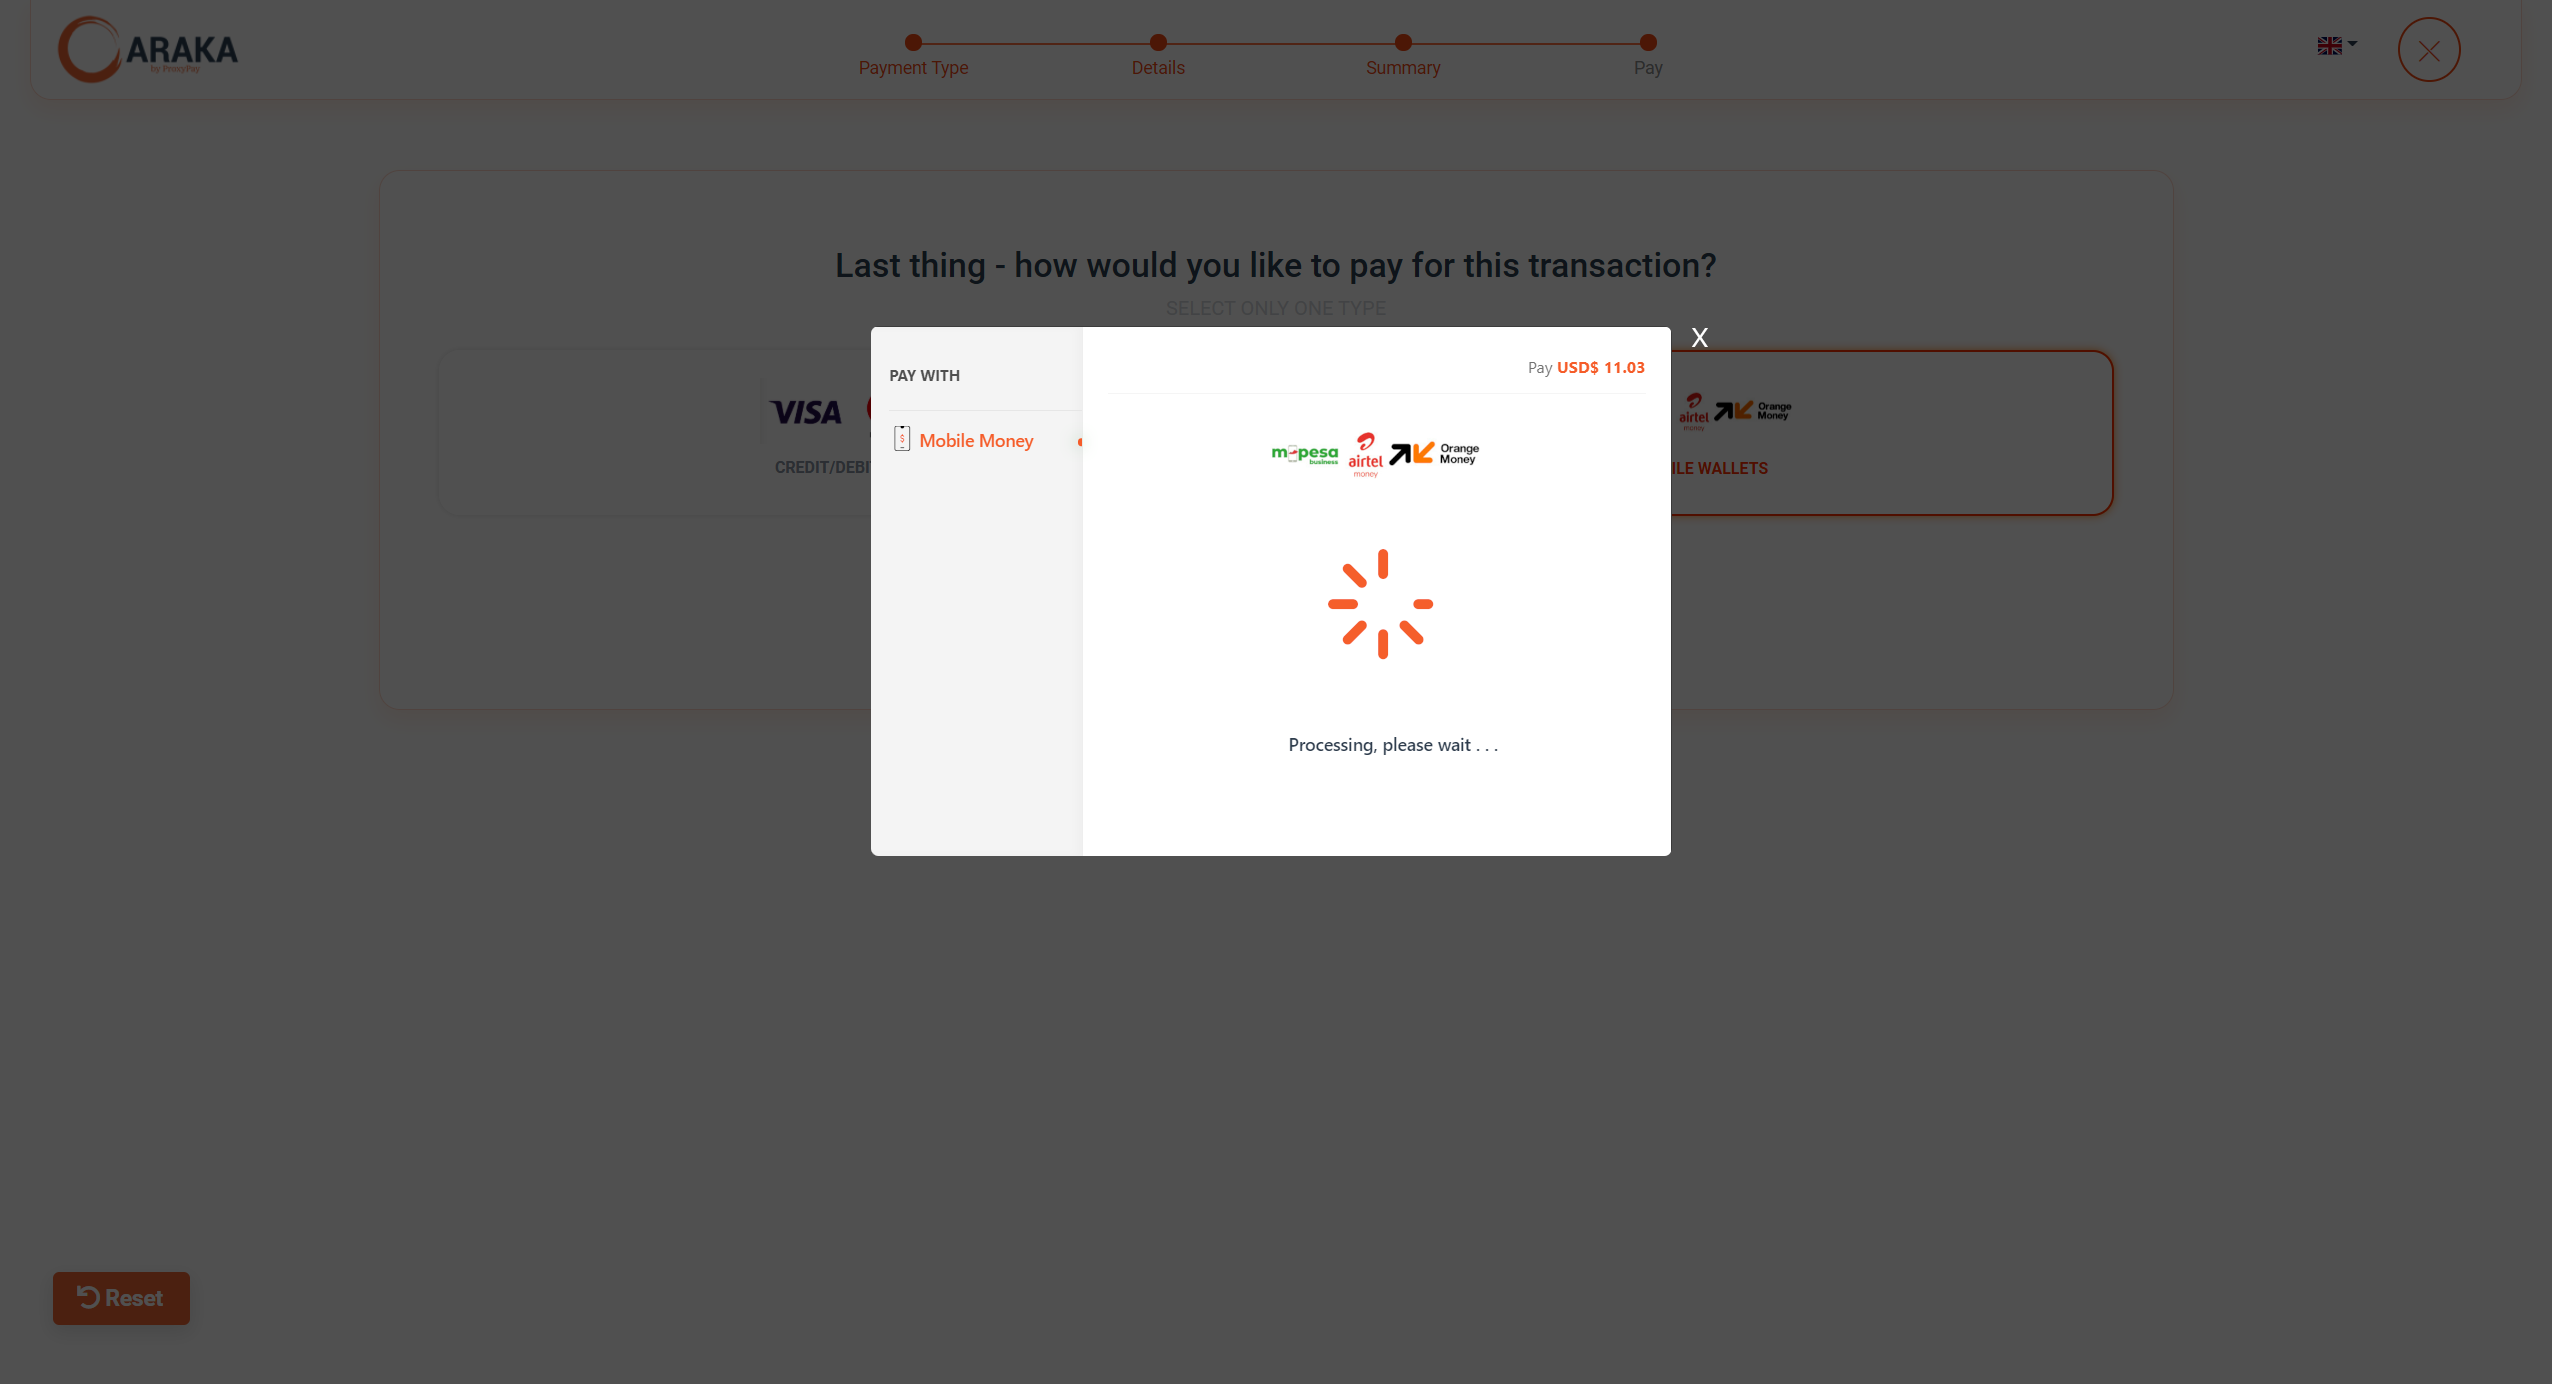 ARAKA
by ProxyPay
Payment Type
Details
Summary
Pay
Last thing - how would you like to pay for this transaction?
SELECT ONLY ONE TYPE
X
PAY WITH
Pay USD$ 11.03
VISA
airtel
money
Orange
Money
Mobile Money
m-pesa
business
airtel
money
Orange
Money
CREDIT/DEBI
ILE WALLETS
Processing, please wait . . .
Reset